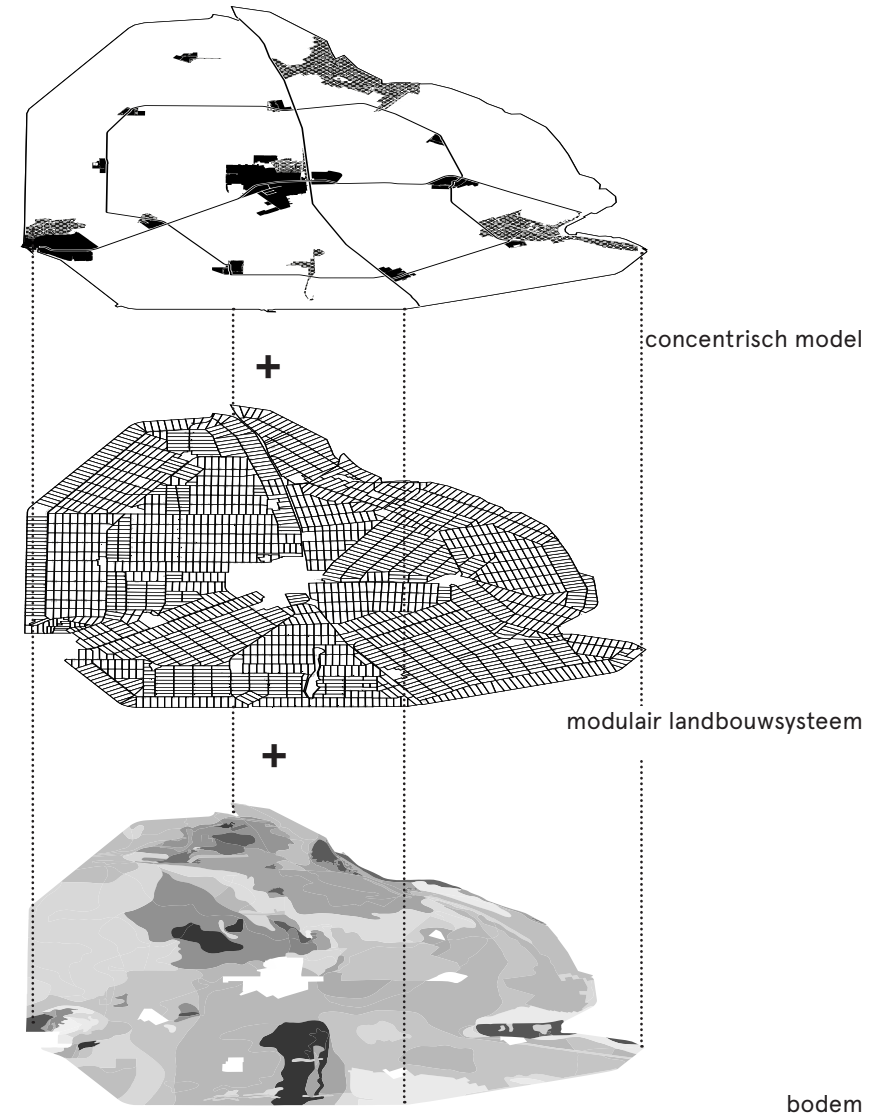 concentrisch model
+
modulair landbouwsysteem
+
bodem